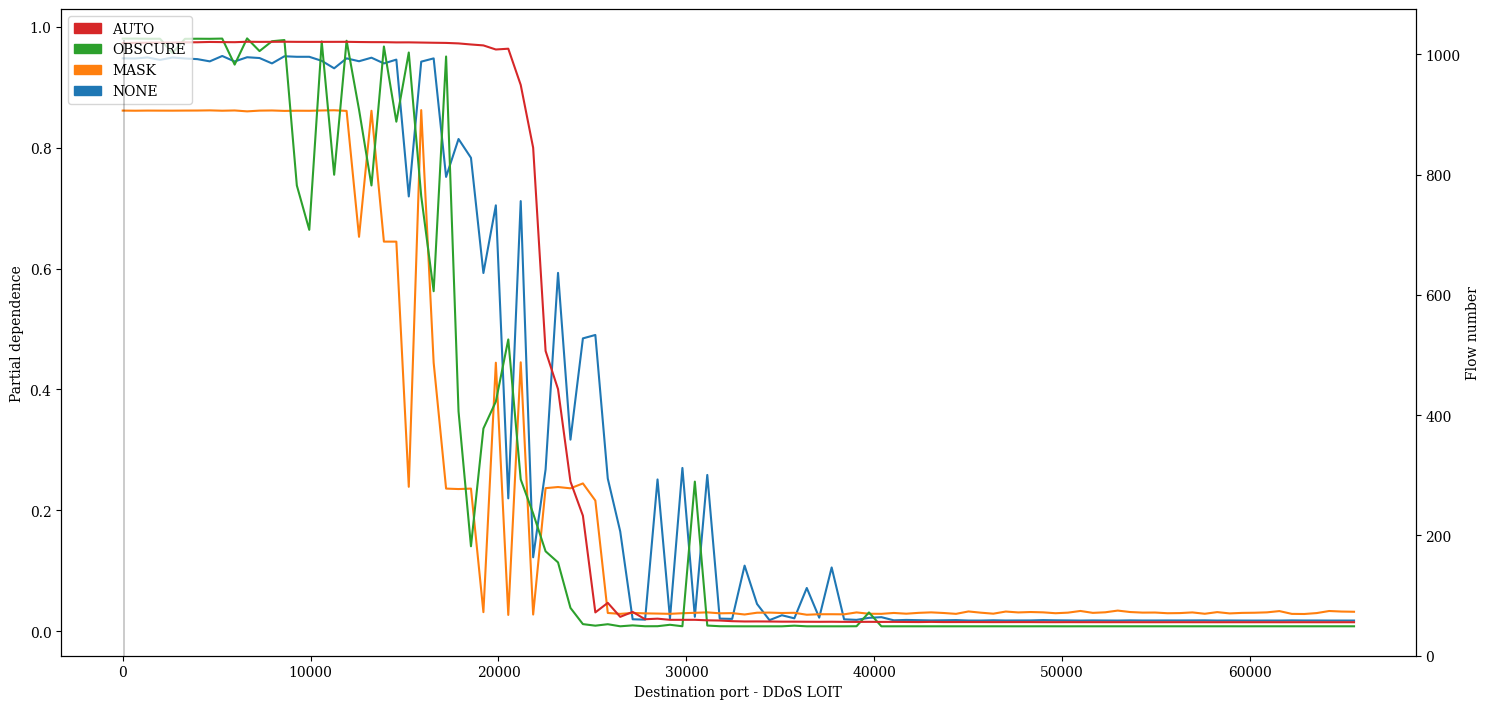 AUTO
OBSCURE
MASK
NONE
Partial dependence
1.0
0.8
0.6
0.4
0.2
0.0
1000
800
600
400
200
0
Flow number
0 10000 20000 30000 40000 50000 60000
Destination port - DDoS LOIT